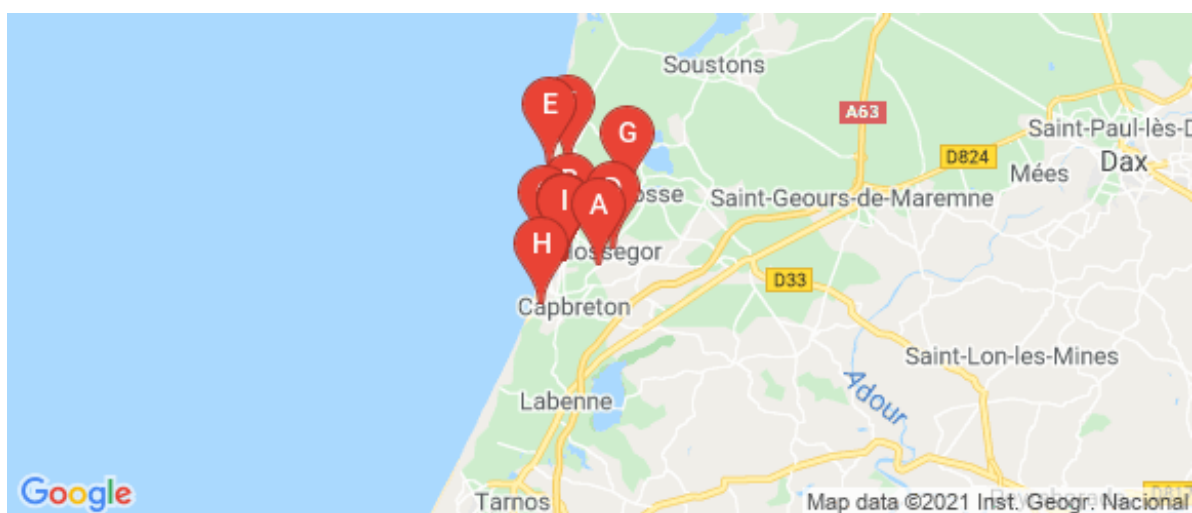 Soustons
E
G
A63
Saint-Paul-lès-D
D824
Dax
Mées
osse
Saint-Geours-de-Maremne
I
A
H
Hossegor
D33
Capbreton
Saint-Lon-les-Mines
Adour
Labenne
Google
Tarnos
Map data ©2021 Inst. Geogr. Nacional